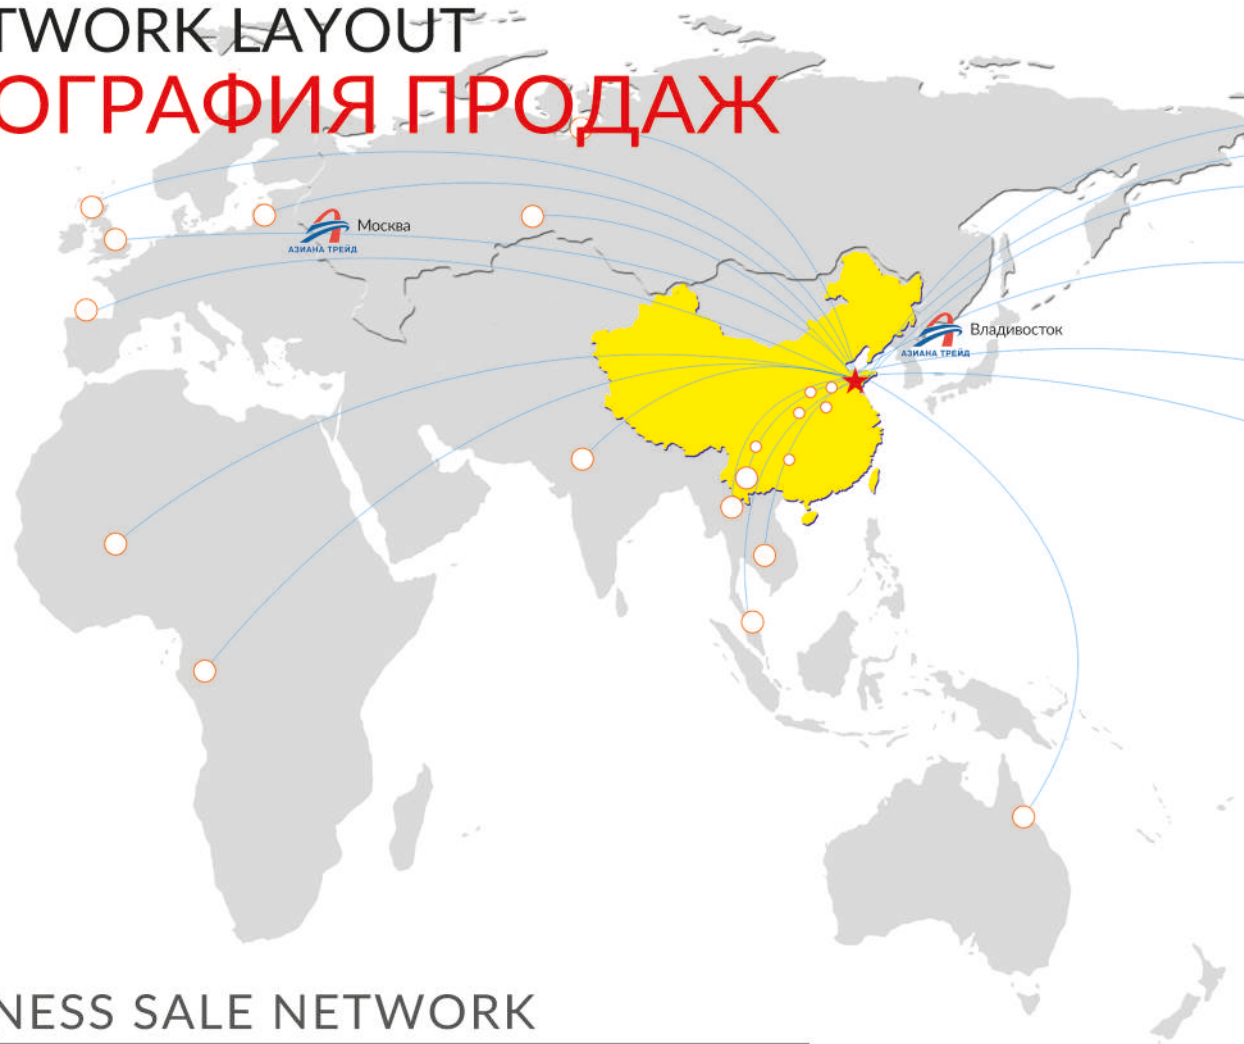 TWORK LAYOUT
ОГРАФИЯ ПРОДАЖ
Москва
АЗИАНА ТРЕЙД
Владивосток
АЗИАНА ТРЕЙД
NESS SALE NETWORK